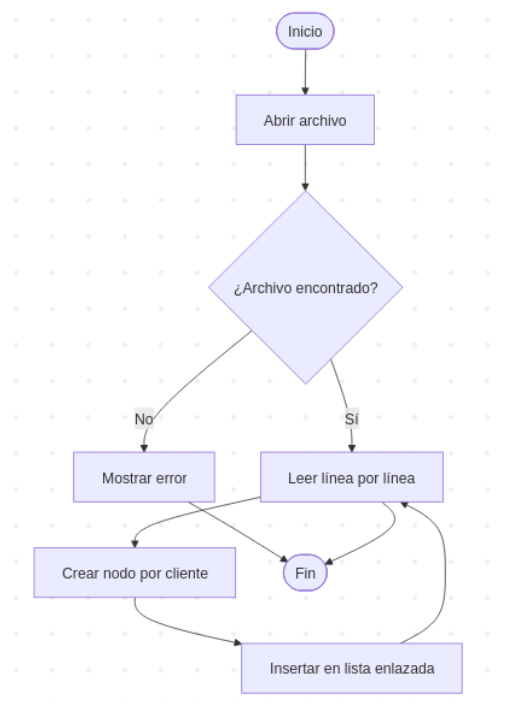 Inicio
Abrir archivo
¿Archivo encontrado?
No
Sí
Mostrar error
Leer línea por línea
Crear nodo por cliente
Fin
Insertar en lista enlazada